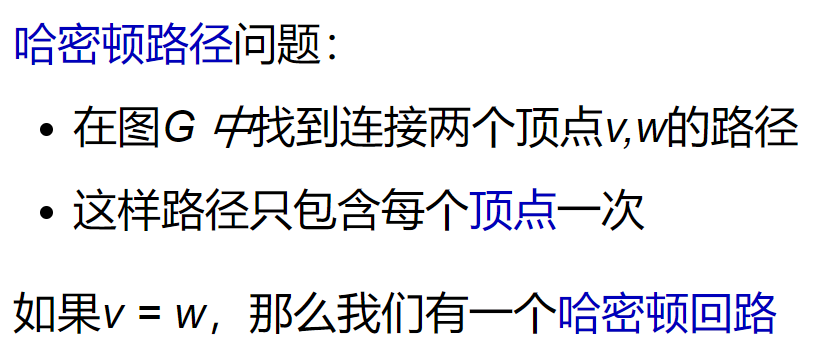 哈密顿路径问题：
• 在图G 中找到连接两个顶点v,w的路径
• 这样路径只包含每个顶点一次
如果v = w，那么我们有一个哈密顿回路